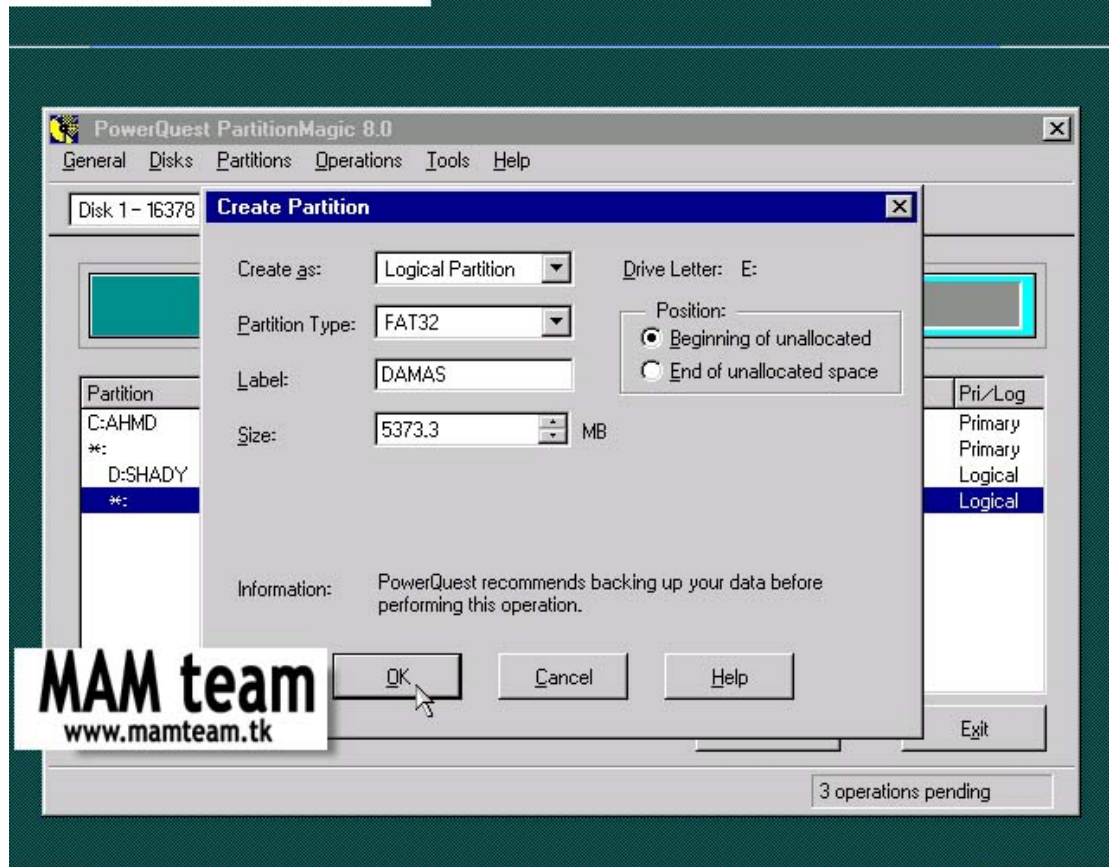 PowerQuest PartitionMagic 8.0
General Disks Partitions Operations Tools Help
Disk 1 – 16378
Create Partition
Create as: Logical Partition Drive Letter: E:
Partition Type: FAT32 Position:
Beginning of unallocated
Label: DAMAS End of unallocated space
Size: 5373.3 MB
Partition Pri/Log
C:AHMD Primary
*: Primary
D:SHADY Logical
*: Logical
Information: PowerQuest recommends backing up your data before
performing this operation.
OK Cancel Help
MAM team
www.mamteam.tk
Exit
3 operations pending